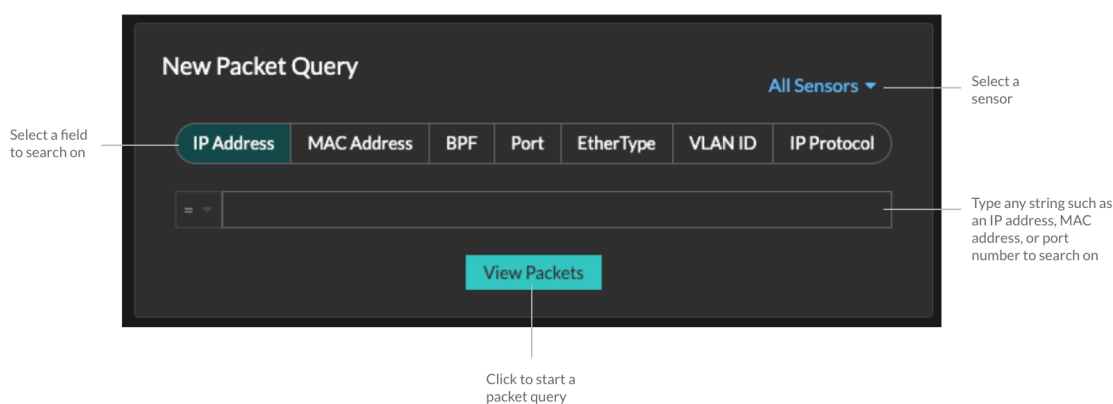 New Packet Query
All Sensors
Select a
sensor
Select a field
to search on
IP Address MAC Address BPF Port EtherType VLAN ID IP Protocol
=
Type any string such as
an IP address, MAC
address, or port
number to search on
View Packets
Click to start a
packet query